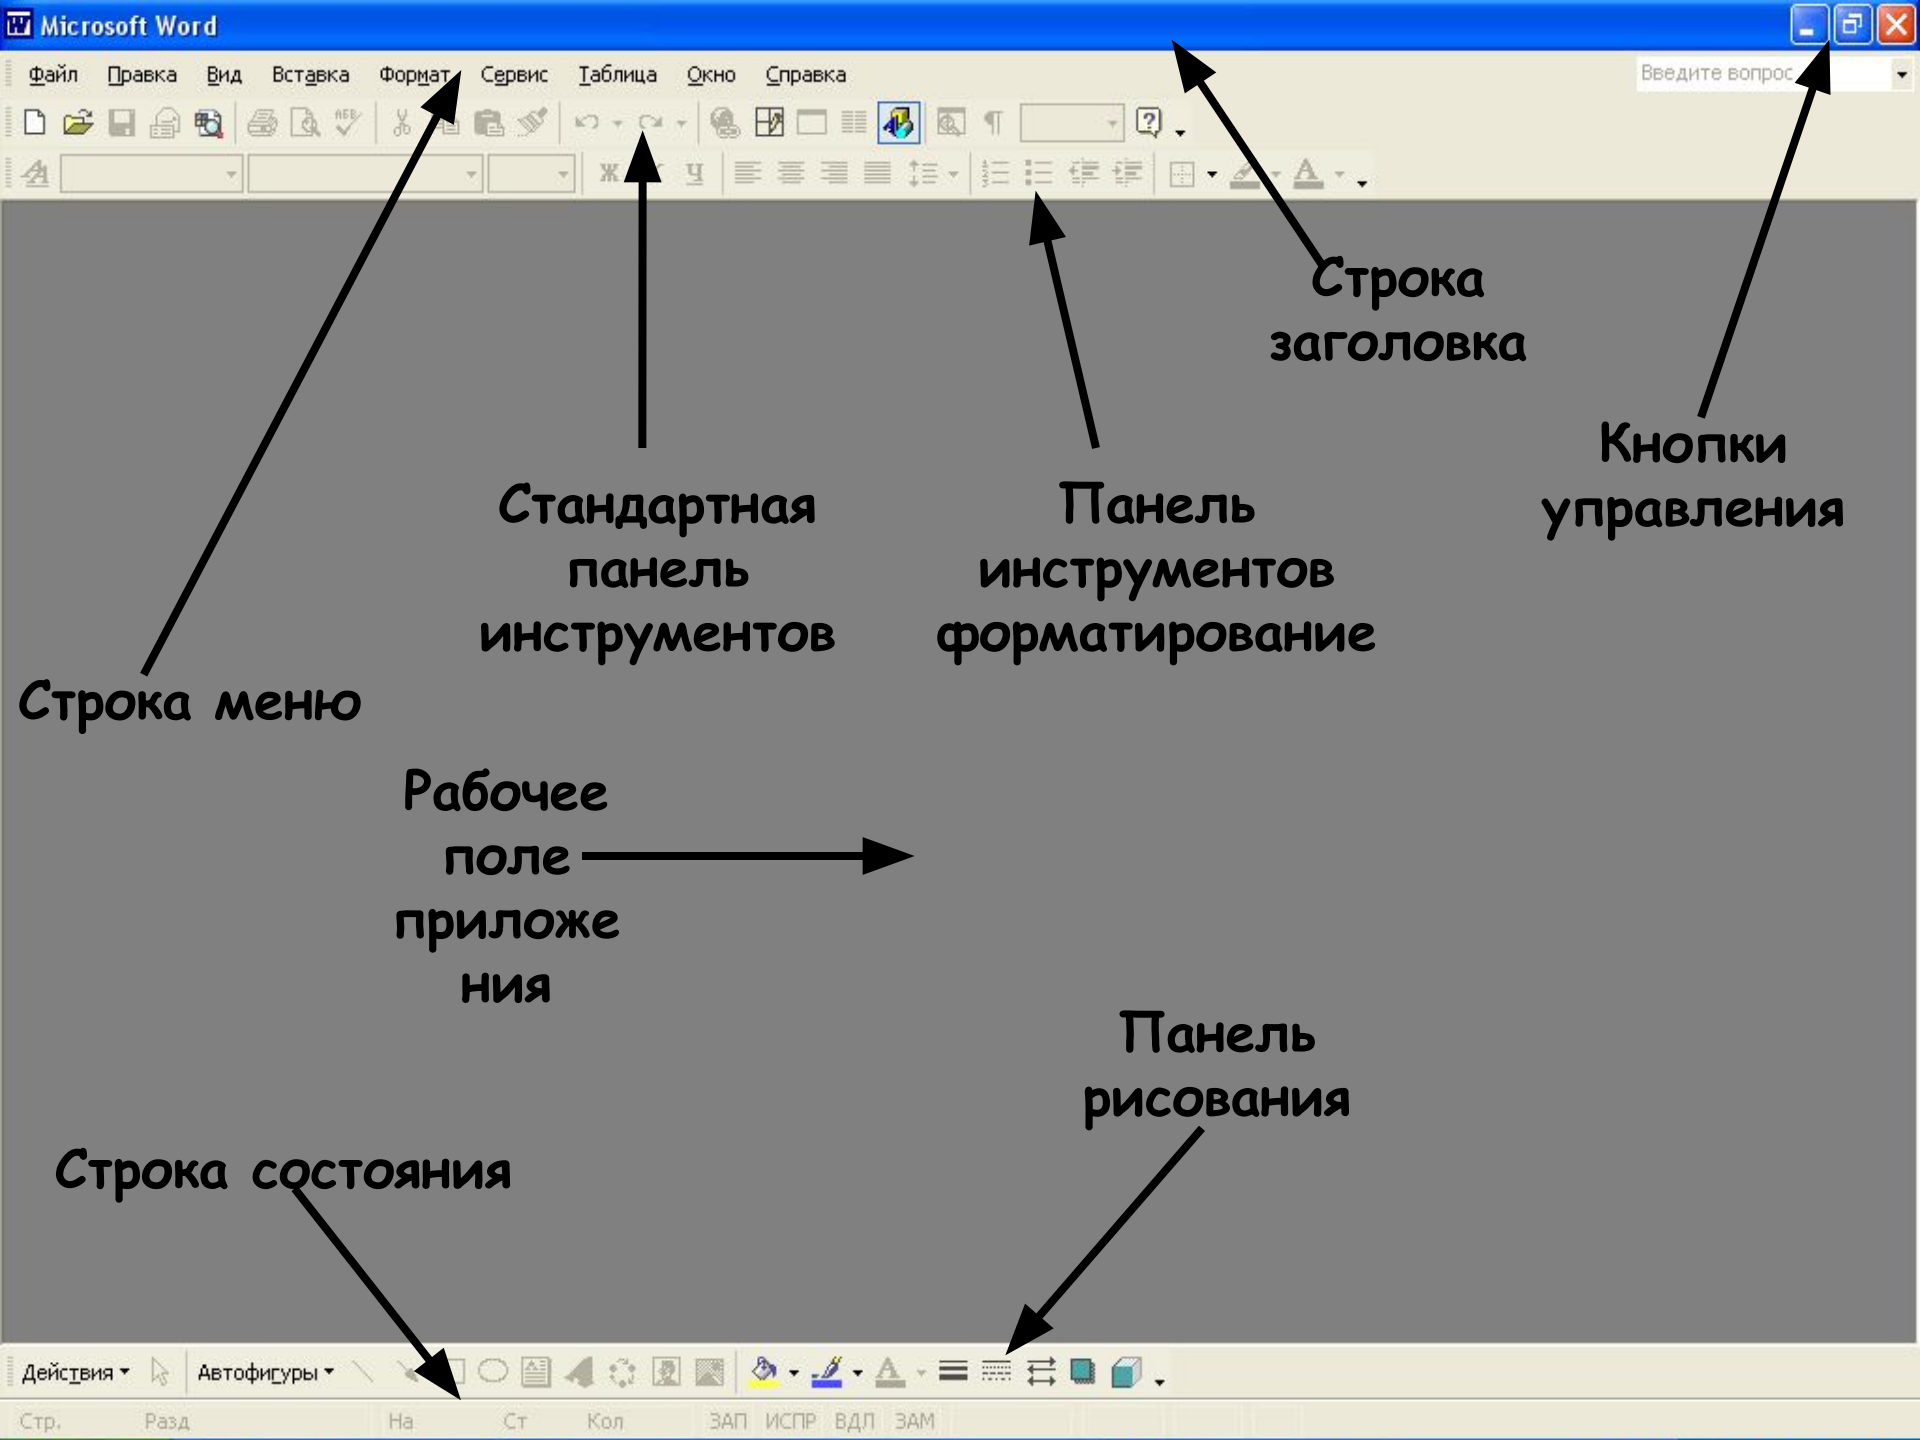 Microsoft Word
Файл Правка Вид Вставка Формат Сервис Таблица Окно Справка
Введите вопрос
Ж Ч
Строка
заголовка
Кнопки
управления
Стандартная
панель
инструментов
Панель
инструментов
форматирование
Строка меню
Рабочее
поле
приложе
ния
Панель
рисования
Строка состояния
Действия Автофигуры
Стр. Разд На Ст Кол ЗАП ИСПР ВДЛ ЗАМ